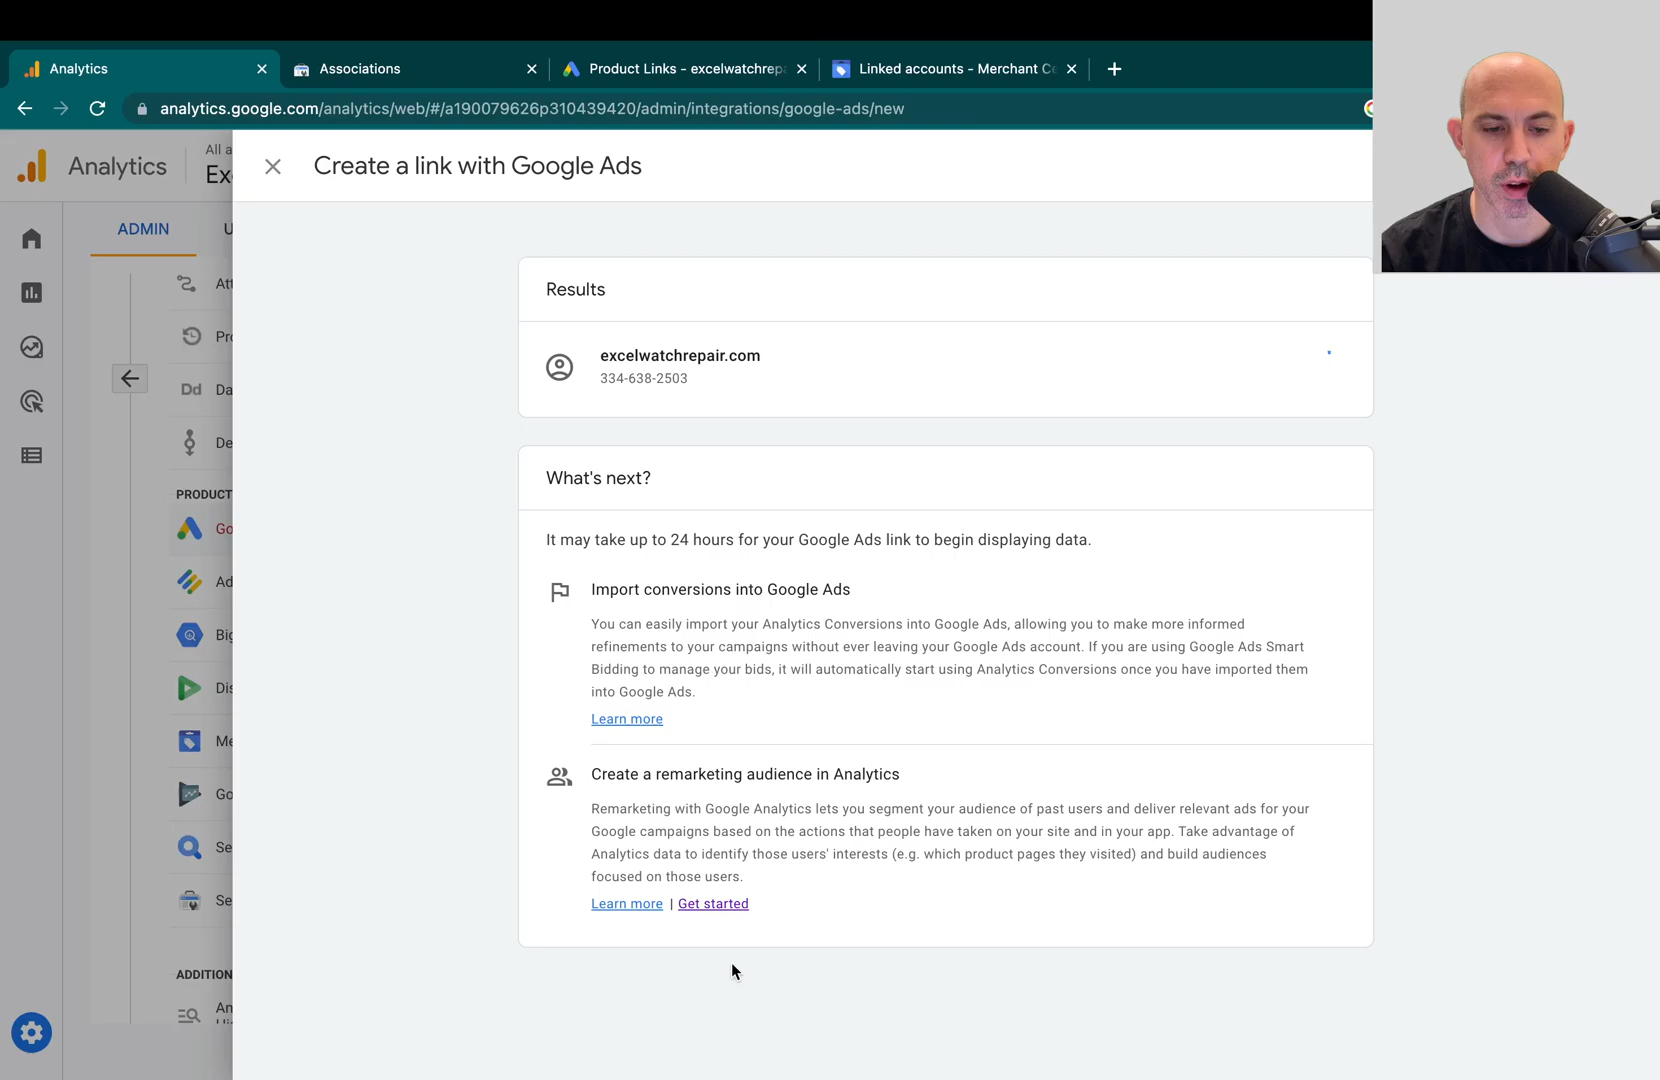 Analytics
Associations
Product Links - excelwatchrepa
Linked accounts - Merchant Ce
analytics.google.com/analytics/web/#/a190079626p310439420/admin/integrations/google-ads/new
Analytics
All a
Exc
Create a link with Google Ads
ADMIN
U
Att
Pro
Dd
Da
De
PRODUCT
Go
Ad
Big
Dis
Me
Go
Se
Se
ADDITION
An
Results
excelwatchrepair.com
334-638-2503
What's next?
It may take up to 24 hours for your Google Ads link to begin displaying data.
Import conversions into Google Ads
You can easily import your Analytics Conversions into Google Ads, allowing you to make more informed
refinements to your campaigns without ever leaving your Google Ads account. If you are using Google Ads Smart
Bidding to manage your bids, it will automatically start using Analytics Conversions once you have imported them
into Google Ads.
Learn more
Create a remarketing audience in Analytics
Remarketing with Google Analytics lets you segment your audience of past users and deliver relevant ads for your
Google campaigns based on the actions that people have taken on your site and in your app. Take advantage of
Analytics data to identify those users' interests (e.g. which product pages they visited) and build audiences
focused on those users.
Learn more | Get started